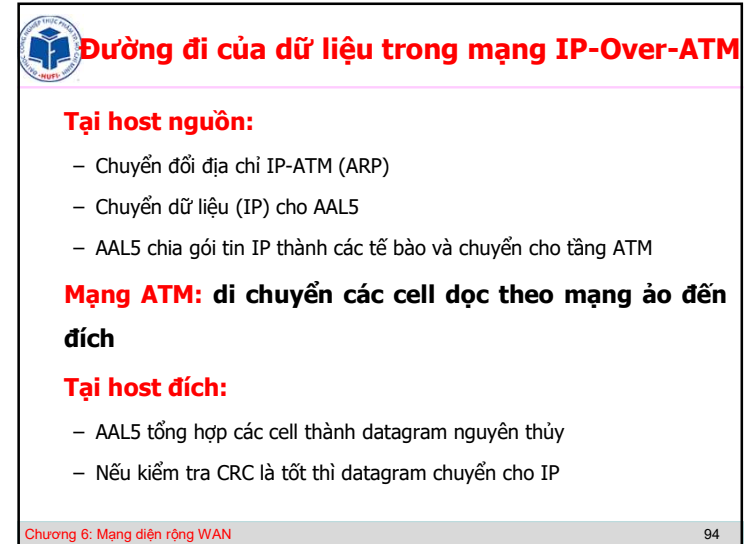 Đường đi của dữ liệu trong mạng IP-Over-ATM
HUFI
Tại host nguồn:
– Chuyển đổi địa chỉ IP-ATM (ARP)
– Chuyển dữ liệu (IP) cho AAL5
– AAL5 chia gói tin IP thành các tế bào và chuyển cho tầng ATM
Mạng ATM: di chuyển các cell dọc theo mạng ảo đến
đích
Tại host đích:
– AAL5 tổng hợp các cell thành datagram nguyên thủy
– Nếu kiểm tra CRC là tốt thì datagram chuyển cho IP
Chương 6: Mạng diện rộng WAN 94